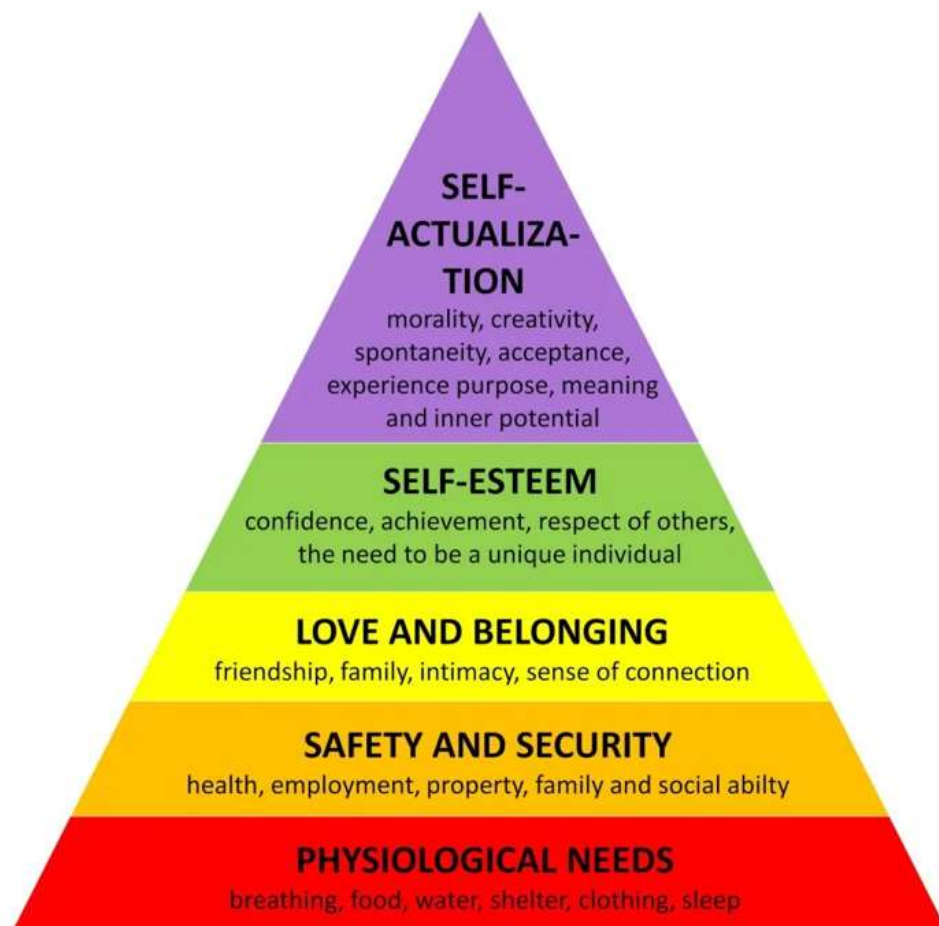 SELF-
ACTUALIZA-
TION
morality, creativity,
spontaneity, acceptance,
experience purpose, meaning
and inner potential
SELF-ESTEEM
confidence, achievement, respect of others,
the need to be a unique individual
LOVE AND BELONGING
friendship, family, intimacy, sense of connection
SAFETY AND SECURITY
health, employment, property, family and social abilty
PHYSIOLOGICAL NEEDS
breathing, food, water, shelter, clothing, sleep